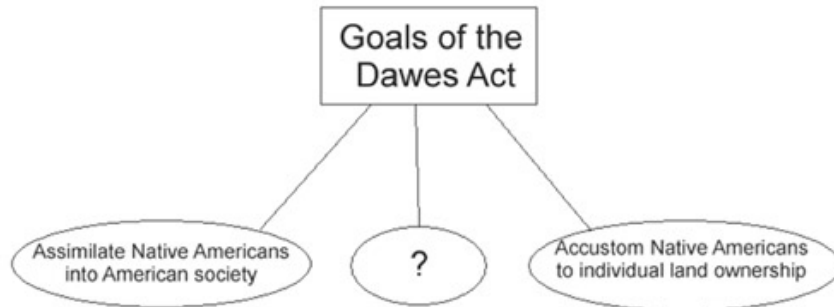 Goals of the
Dawes Act
Assimilate Native Americans
into American society
?
Accustom Native Americans
to individual land ownership